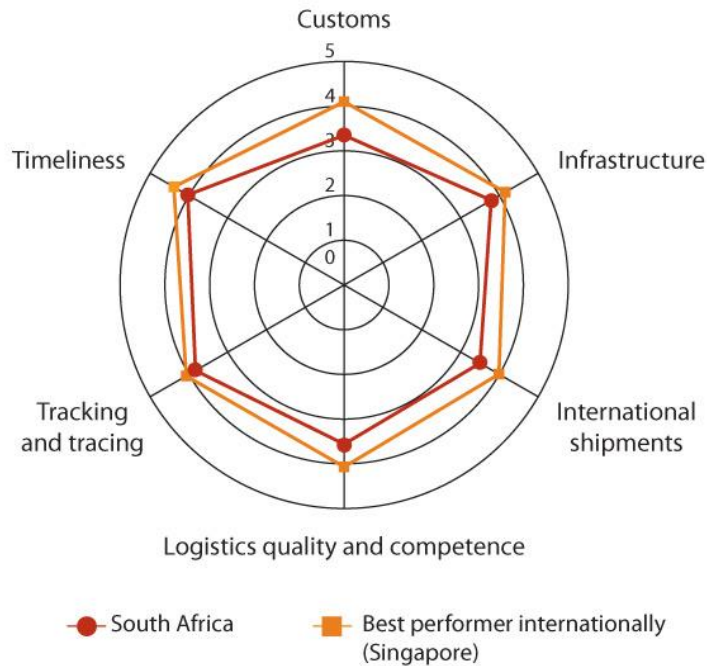 Customs
5
4
3
2
1
0
Timeliness
Infrastructure
Tracking
and tracing
International
shipments
Logistics quality and competence
South Africa
Best performer internationally
(Singapore)